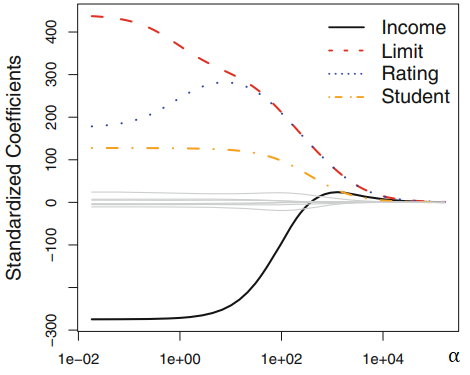 Standardized Coefficients
400
300
200
100
0
-100
-300
Income
Limit
Rating
Student
1e-02 1e+00 1e+02 1e+04 α